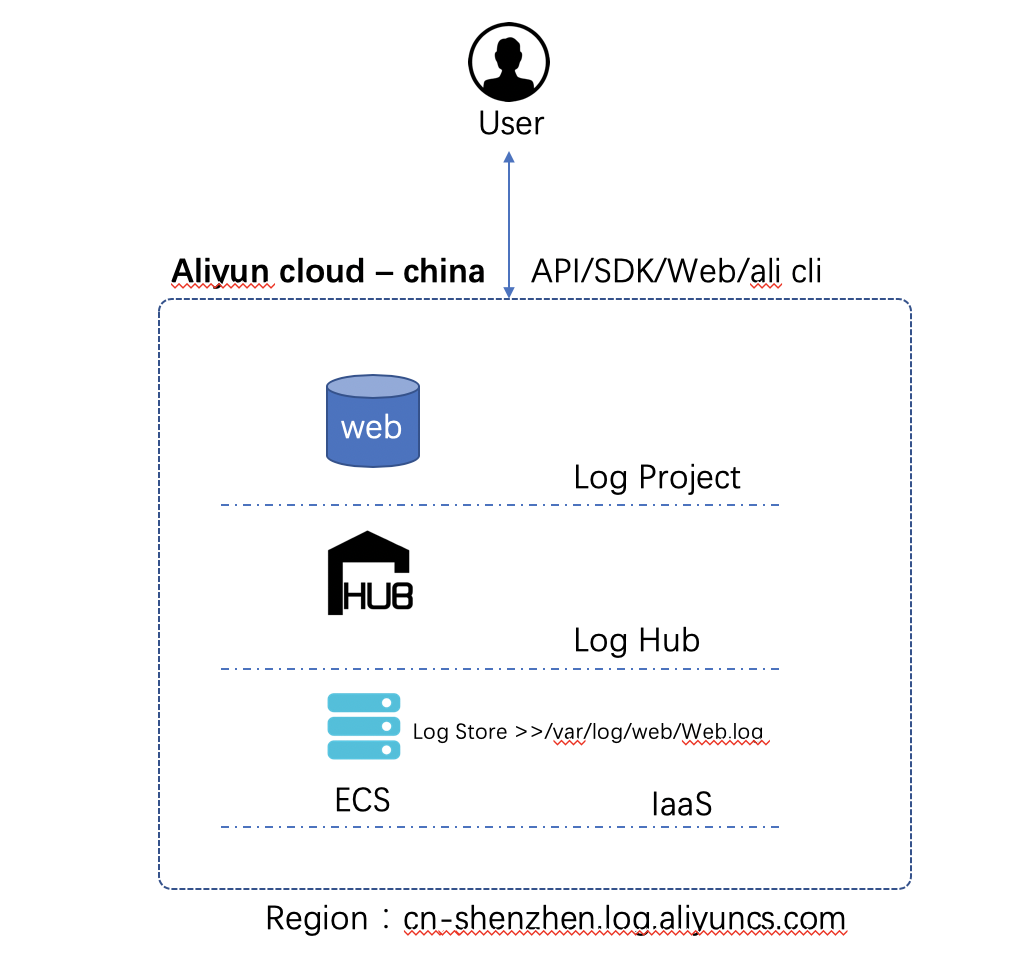 User
Aliyun cloud – china
API/SDK/Web/ali cli
web
Log Project
HUB
Log Hub
Log Store >>/var/log/web/Web.log
ECS
IaaS
Region：cn-shenzhen.log.aliyuncs.com